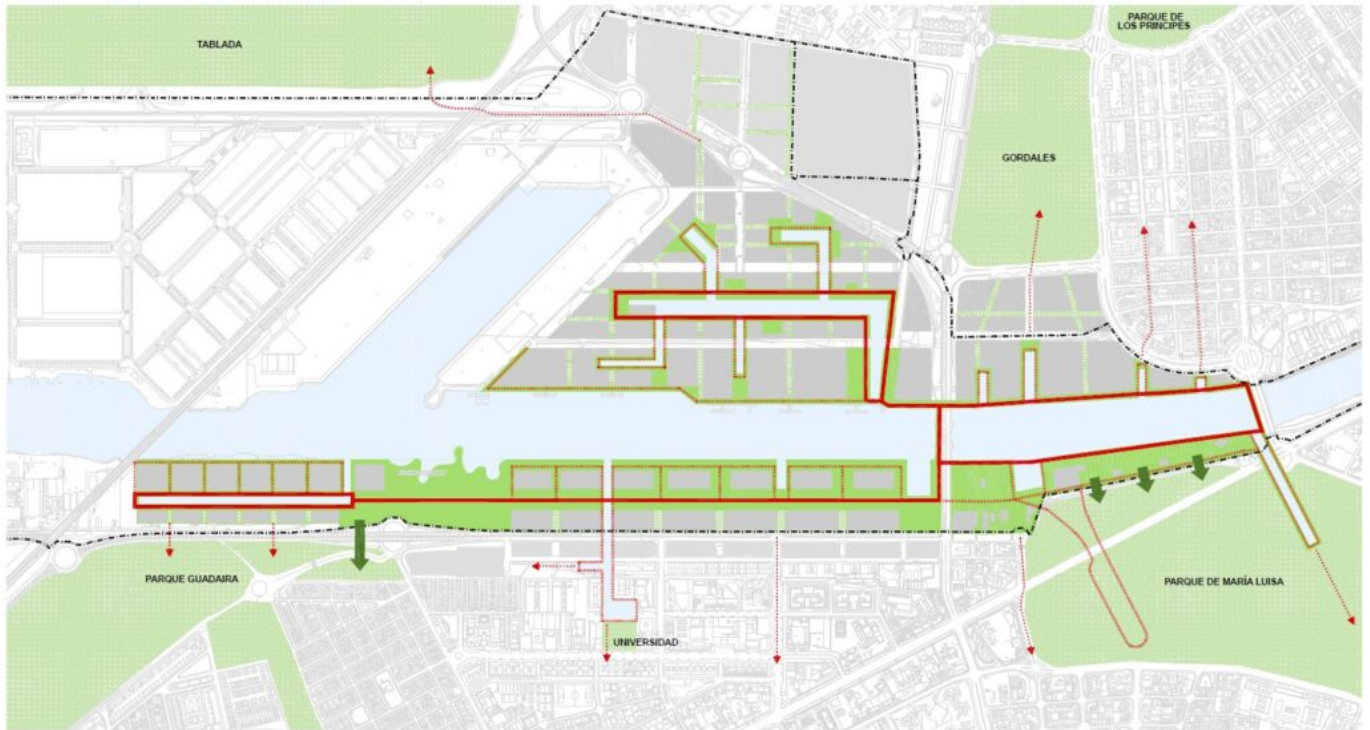 TABLADA
PARQUE DE
LOS PRINCIPES
GORDALES
PARQUE GUADAIRA
UNIVERSIDAD
PARQUE DE MARÍA LUISA